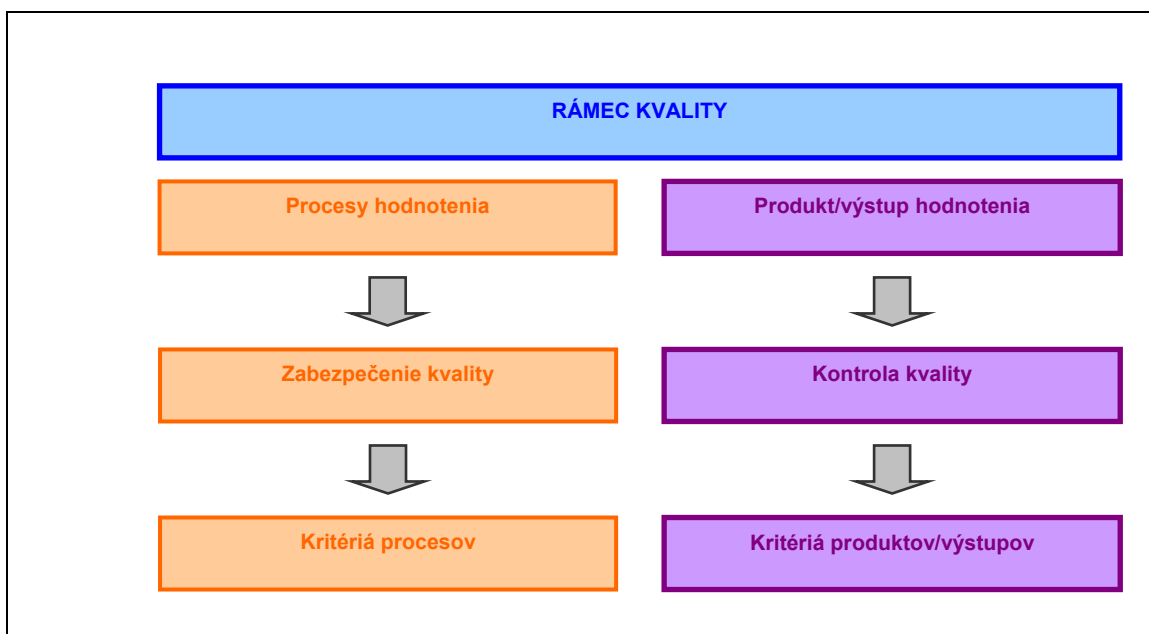 RÁMEC KVALITY
Procesy hodnotenia
Produkt/výstup hodnotenia
Zabezpečenie kvality
Kontrola kvality
Kritériá procesov
Kritériá produktov/výstupov